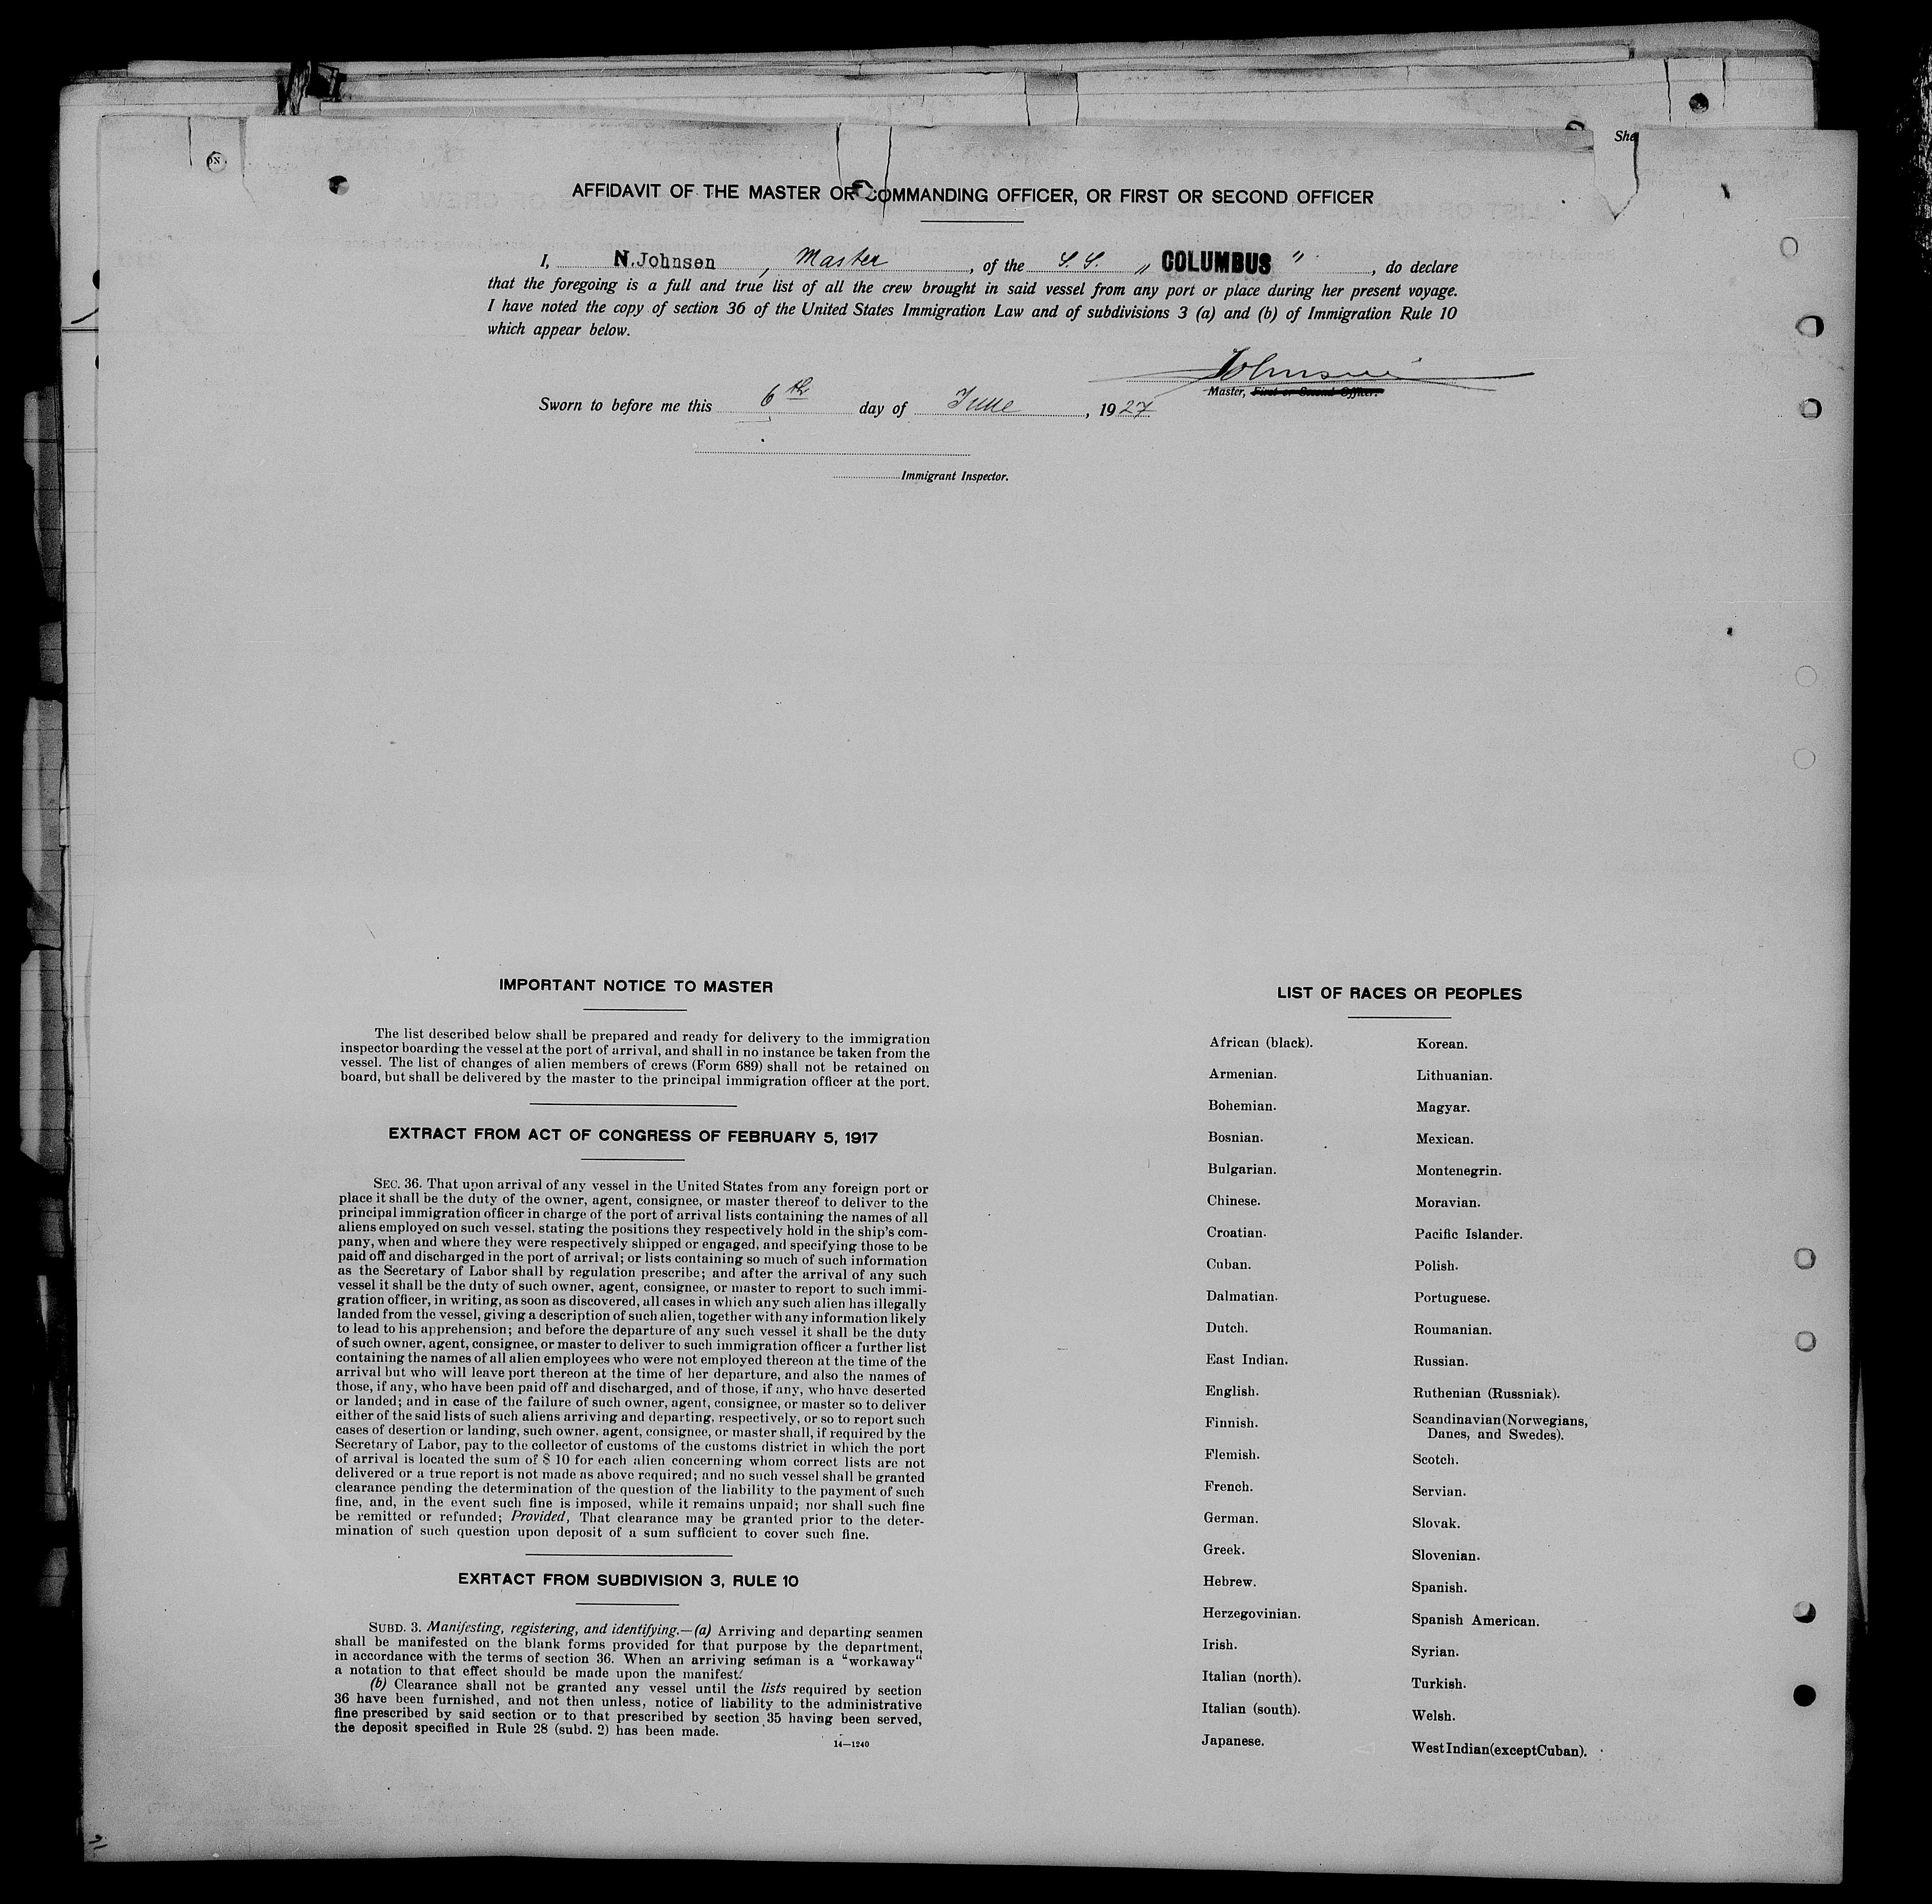 She
AFFIDAVIT OF THE MASTER OR COMMANDING OFFICER, OR FIRST OR SECOND OFFICER
I, N.Johnsen, Master, of the S.S. „ COLUMBUS ", do declare
that the foregoing is a full and true list of all the crew brought in said vessel from any port or place during her present voyage.
I have noted the copy of section 36 of the United States Immigration Law and of subdivisions 3 (a) and (b) of Immigration Rule 10
which appear below.
Johnsen
Master, First or Second Officer.
Sworn to before me this 6th day of June, 1927
Immigrant Inspector.
IMPORTANT NOTICE TO MASTER
The list described below shall be prepared and ready for delivery to the immigration
inspector boarding the vessel at the port of arrival, and shall in no instance be taken from the
vessel. The list of changes of alien members of crews (Form 689) shall not be retained on
board, but shall be delivered by the master to the principal immigration officer at the port.
EXTRACT FROM ACT OF CONGRESS OF FEBRUARY 5, 1917
SEC. 36. That upon arrival of any vessel in the United States from any foreign port or
place it shall be the duty of the owner, agent, consignee, or master thereof to deliver to the
principal immigration officer in charge of the port of arrival lists containing the names of all
aliens employed on such vessel, stating the positions they respectively hold in the ship's com-
pany, when and where they were respectively shipped or engaged, and specifying those to be
paid off and discharged in the port of arrival; or lists containing so much of such information
as the Secretary of Labor shall by regulation prescribe; and after the arrival of any such
vessel it shall be the duty of such owner, agent, consignee, or master to report to such immi-
gration officer, in writing, as soon as discovered, all cases in which any such alien has illegally
landed from the vessel, giving a description of such alien, together with any information likely
to lead to his apprehension; and before the departure of any such vessel it shall be the duty
of such owner, agent, consignee, or master to deliver to such immigration officer a further list
containing the names of all alien employees who were not employed thereon at the time of the
arrival but who will leave port thereon at the time of her departure, and also the names of
those, if any, who have been paid off and discharged, and of those, if any, who have deserted
or landed; and in case of the failure of such owner, agent, consignee, or master so to deliver
either of the said lists of such aliens arriving and departing, respectively, or so to report such
cases of desertion or landing, such owner. agent, consignee, or master shall, if required by the
Secretary of Labor, pay to the collector of customs of the customs district in which the port
of arrival is located the sum of $ 10 for each alien concerning whom correct lists are not
delivered or a true report is not made as above required; and no such vessel shall be granted
clearance pending the determination of the question of the liability to the payment of such
fine, and, in the event such fine is imposed, while it remains unpaid; nor shall such fine
be remitted or refunded; Provided, That clearance may be granted prior to the deter-
mination of such question upon deposit of a sum sufficient to cover such fine.
EXRTACT FROM SUBDIVISION 3, RULE 10
SUBD. 3. Manifesting, registering, and identifying.—(a) Arriving and departing seamen
shall be manifested on the blank forms provided for that purpose by the department,
in accordance with the terms of section 36. When an arriving seaman is a "workaway"
a notation to that effect should be made upon the manifest.
(b) Clearance shall not be granted any vessel until the lists required by section
36 have been furnished, and not then unless, notice of liability to the administrative
fine prescribed by said section or to that prescribed by section 35 having been served,
the deposit specified in Rule 28 (subd. 2) has been made.
14—1240
LIST OF RACES OR PEOPLES
African (black).
Armenian.
Bohemian.
Bosnian.
Bulgarian.
Chinese.
Croatian.
Cuban.
Dalmatian.
Dutch.
East Indian.
English.
Finnish.
Flemish.
French.
German.
Greek.
Hebrew.
Herzegovinian.
Irish.
Italian (north).
Italian (south).
Japanese.
Korean.
Lithuanian.
Magyar.
Mexican.
Montenegrin.
Moravian.
Pacific Islander.
Polish.
Portuguese.
Roumanian.
Russian.
Ruthenian (Russniak).
Scandinavian (Norwegians,
Danes, and Swedes).
Scotch.
Servian.
Slovak.
Slovenian.
Spanish.
Spanish American.
Syrian.
Turkish.
Welsh.
West Indian (except Cuban).